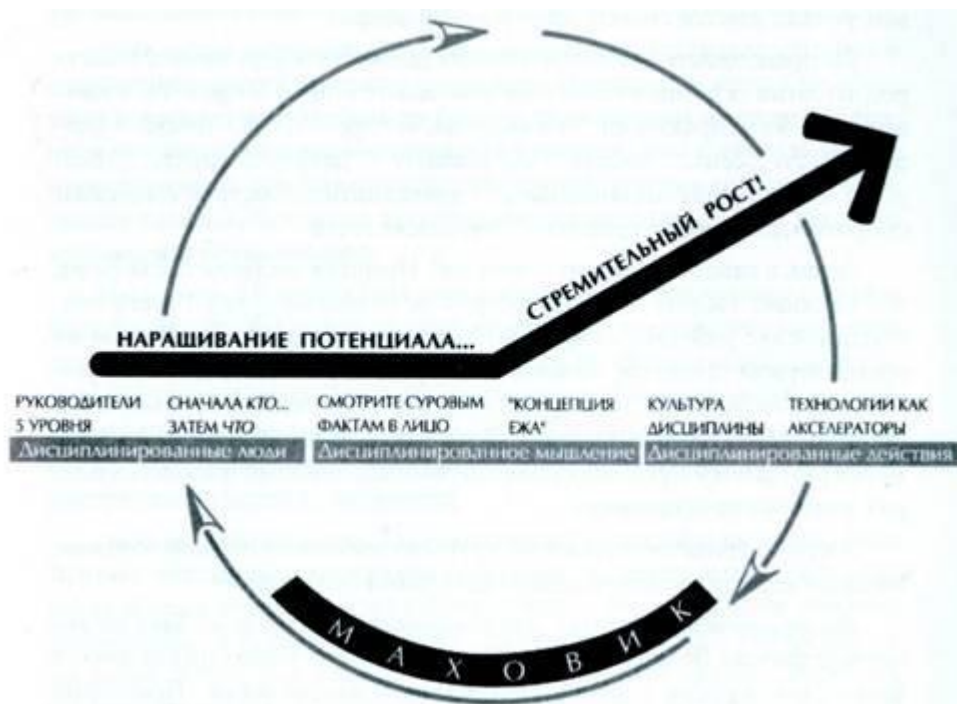 СТРЕМИТЕЛЬНЫЙ РОСТ!
НАРАЩИВАНИЕ ПОТЕНЦИАЛА...
РУКОВОДИТЕЛИ
5 УРОВНЯ
СНАЧАЛА КТО...
ЗАТЕМ ЧТО
СМОТРИТЕ СУРОВЫМ
ФАКТАМ В ЛИЦО
"КОНЦЕПЦИЯ
ЕЖА"
КУЛЬТУРА
ДИСЦИПЛИНЫ
ТЕХНОЛОГИИ КАК
АКСЕЛЕРАТОРЫ
Дисциплинированные люди
Дисциплинированное мышление
Дисциплинированные действия
МАХОВИК